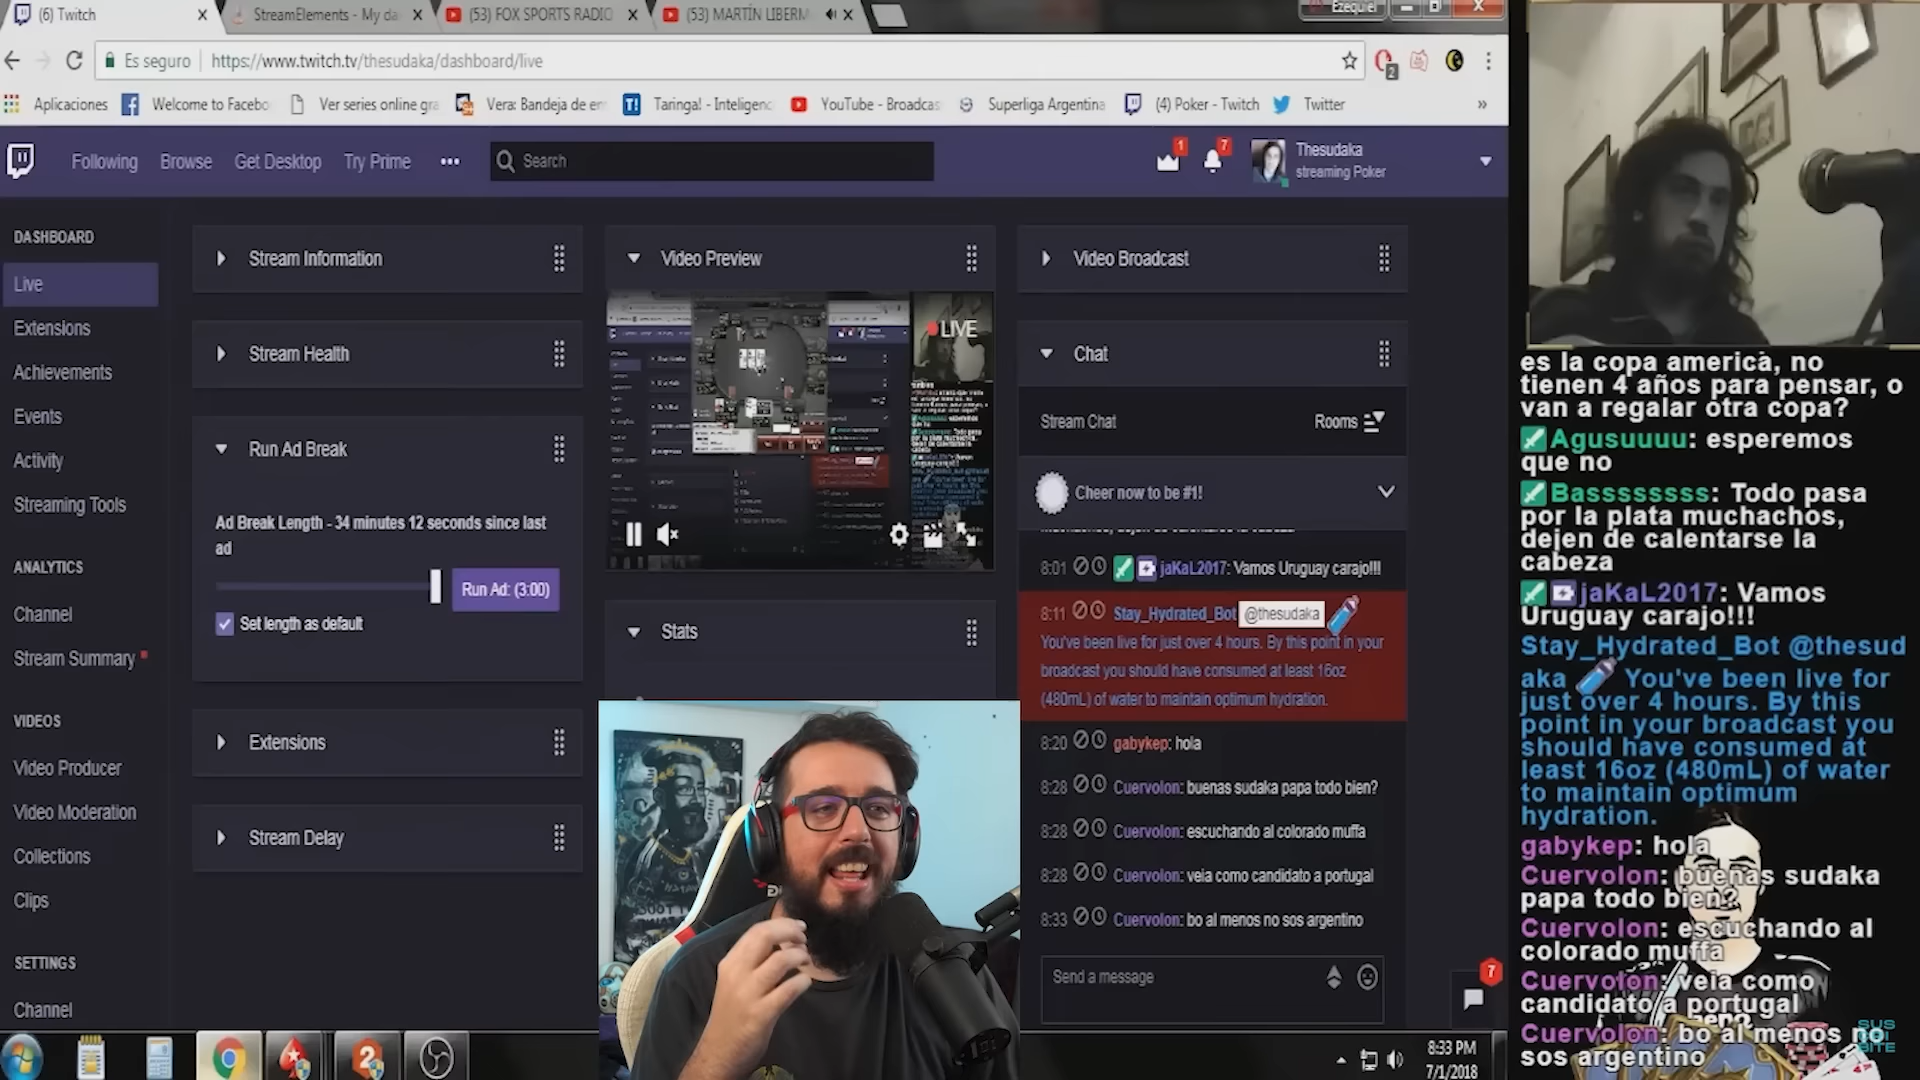 (6) Twitch
StreamElements - My da
(53) FOX SPORTS RADIO
(53) MARTÍN LIBERM
Ezequiel
Es seguro
https://www.twitch.tv/thesudaka/dashboard/live
2
Aplicaciones
Welcome to Facebo
Ver series online gra
Vera: Bandeja de en
T!
Taringa! - Inteligenc
YouTube - Broadcas
Superliga Argentina
(4) Poker - Twitch
Twitter
»
Following
Browse
Get Desktop
Try Prime
Search
1
7
Thesudaka
streaming Poker
DASHBOARD
Live
Extensions
Achievements
Events
Activity
Streaming Tools
ANALYTICS
Channel
Stream Summary
VIDEOS
Video Producer
Video Moderation
Collections
Clips
SETTINGS
Channel
Stream Information
Stream Health
Run Ad Break
Ad Break Length - 34 minutes 12 seconds since last
ad
Run Ad: (3:00)
Set length as default
Extensions
Stream Delay
Video Preview
LIVE
Stats
Video Broadcast
Chat
Stream Chat
Rooms
Cheer now to be #1!
8:01 jaKaL2017: Vamos Uruguay carajo!!!
8:11 Stay_Hydrated_Bot @thesudaka
You've been live for just over 4 hours. By this point in your
broadcast you should have consumed at least 16oz
(480mL) of water to maintain optimum hydration.
8:20 gabykep: hola
8:28 Cuervolon: buenas sudaka papa todo bien?
8:28 Cuervolon: escuchando al colorado muffa
8:28 Cuervolon: veia como candidato a portugal
8:33 Cuervolon: bo al menos no sos argentino
Send a message
7
8:33 PM
7/1/2018
es la copa america, no
tienen 4 años para pensar, o
van a regalar otra copa?
Agusuuuu: esperemos
que no
Bassssssss: Todo pasa
por la plata muchachos,
dejen de calentarse la
cabeza
jaKaL2017: Vamos
Uruguay carajo!!!
Stay_Hydrated_Bot @thesud
aka You've been live for
just over 4 hours. By this
point in your broadcast you
should have consumed at
least 16oz (480mL) of water
to maintain optimum
hydration.
gabykep: hola
Cuervolon: buenas sudaka
papa todo bien?
Cuervolon: escuchando al
colorado muffa
Cuervolon: veia como
candidato a portugal
Cuervolon: bo al menos no
sos argentino